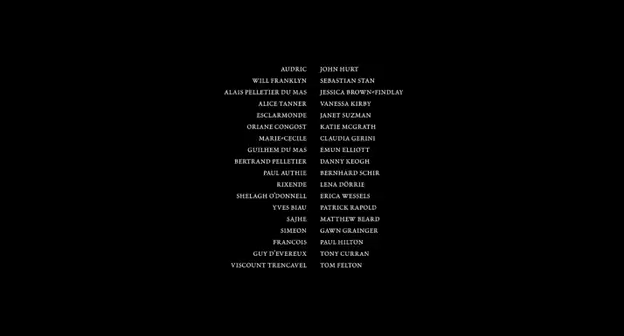 AUDRIC JOHN HURT
WILL FRANKLYN SEBASTIAN STAN
ALAIS PELLETIER DU MAS JESSICA BROWN-FINDLAY
ALICE TANNER VANESSA KIRBY
ESCLARMONDE JANET SUZMAN
ORIANE CONGOST KATIE MCGRATH
MARIE-CECILE CLAUDIA GERINI
GUILHEM DU MAS EMUN ELLIOTT
BERTRAND PELLETIER DANNY KEOGH
PAUL AUTHIE BERNHARD SCHIR
RIXENDE LENA DÖRRIE
SHELAGH O'DONNELL ERICA WESSELS
YVES BIAU PATRICK RAPOLD
SAJHE MATTHEW BEARD
SIMEON GAWN GRAINGER
FRANCOIS PAUL HILTON
GUY D'EVEREUX TONY CURRAN
VISCOUNT TRENCAVEL TOM FELTON